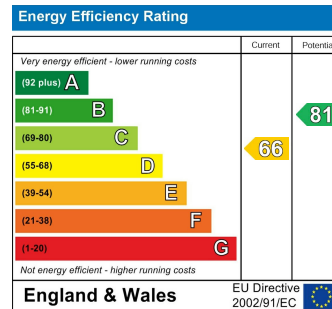 Energy Efficiency Rating
Current Potentia
Very energy efficient - lower running costs
(92 plus) A
(81-91) B
81
(69-80) C
66
(55-68) D
(39-54) E
(21-38) F
(1-20) G
Not energy efficient - higher running costs
England & Wales
EU Directive
2002/91/EC